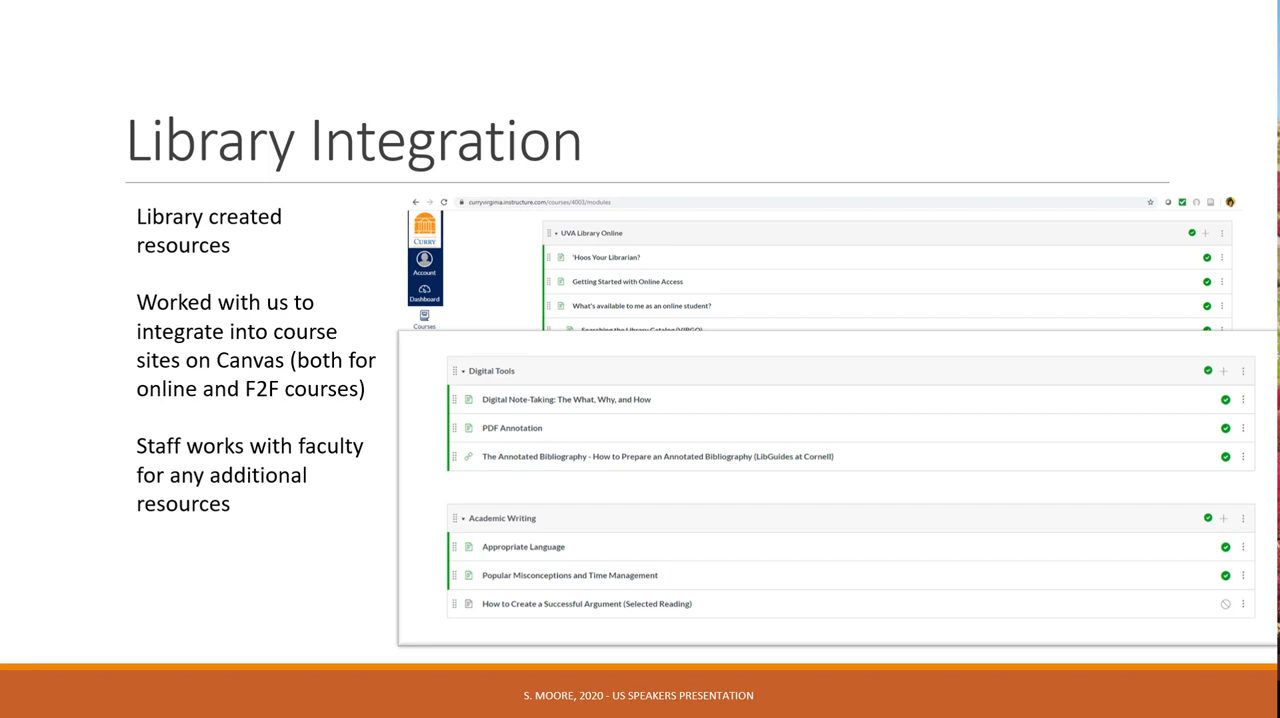 Library Integration
Library created
resources
Worked with us to
integrate into course
sites on Canvas (both for
online and F2F courses)
Staff works with faculty
for any additional
resources
curryvirginia.instructure.com/courses/4003/modules
CURRY
Account
Dashboard
Courses
UVA Library Online
'Hoos Your Librarian?
Getting Started with Online Access
What's available to me as an online student?
Searching the Library Catalog (VIRGO)
Digital Tools
Digital Note-Taking: The What, Why, and How
PDF Annotation
The Annotated Bibliography - How to Prepare an Annotated Bibliography (LibGuides at Cornell)
Academic Writing
Appropriate Language
Popular Misconceptions and Time Management
How to Create a Successful Argument (Selected Reading)
S. MOORE, 2020 - US SPEAKERS PRESENTATION